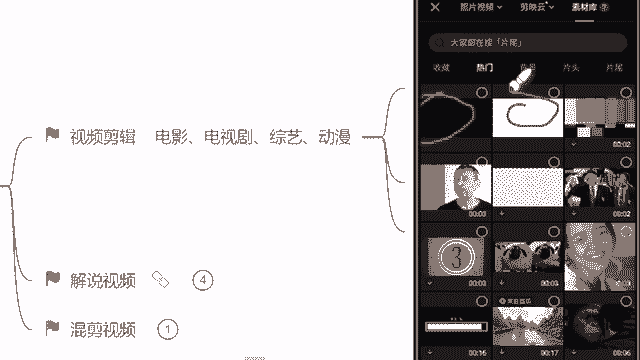 视频剪辑 电影、电视剧、综艺、动漫
解说视频 4
混剪视频 1
照片视频 剪映云 素材库
大家都在搜「片尾」
收藏 热门 片头 片尾
00:02
00:03 00:02
3
00:03
00:16 00:17 00:06